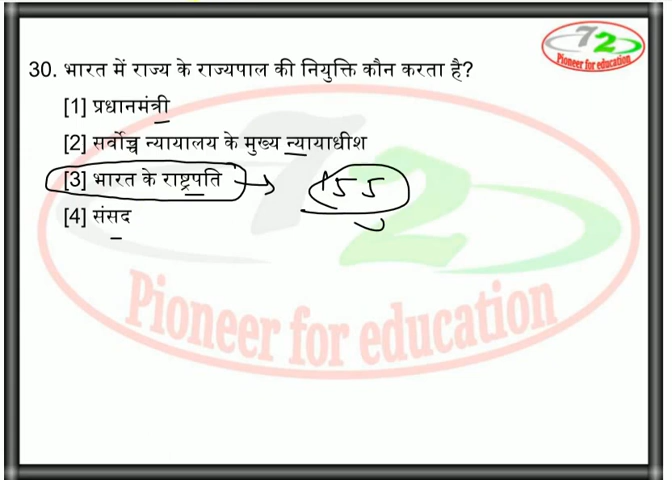 72
Pioneer for education
30. भारत में राज्य के राज्यपाल की नियुक्ति कौन करता है?
[1] प्रधानमंत्री
[2] सर्वोच्च न्यायालय के मुख्य न्यायाधीश
[3] भारत के राष्ट्रपति → 155
[4] संसद
72
Pioneer for education